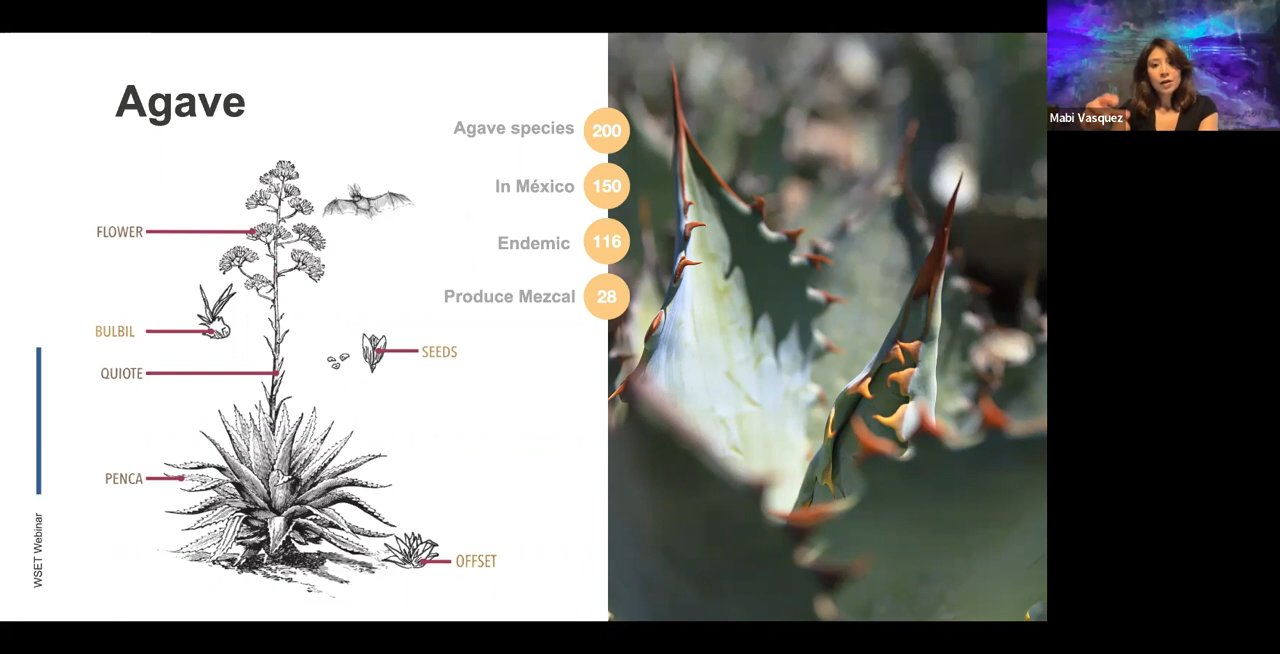 Agave
Agave species 200
In México 150
Endemic 116
Produce Mezcal 28
FLOWER
BULBIL
QUIOTE
SEEDS
PENCA
OFFSET
WSET Webinar
Mabi Vasquez